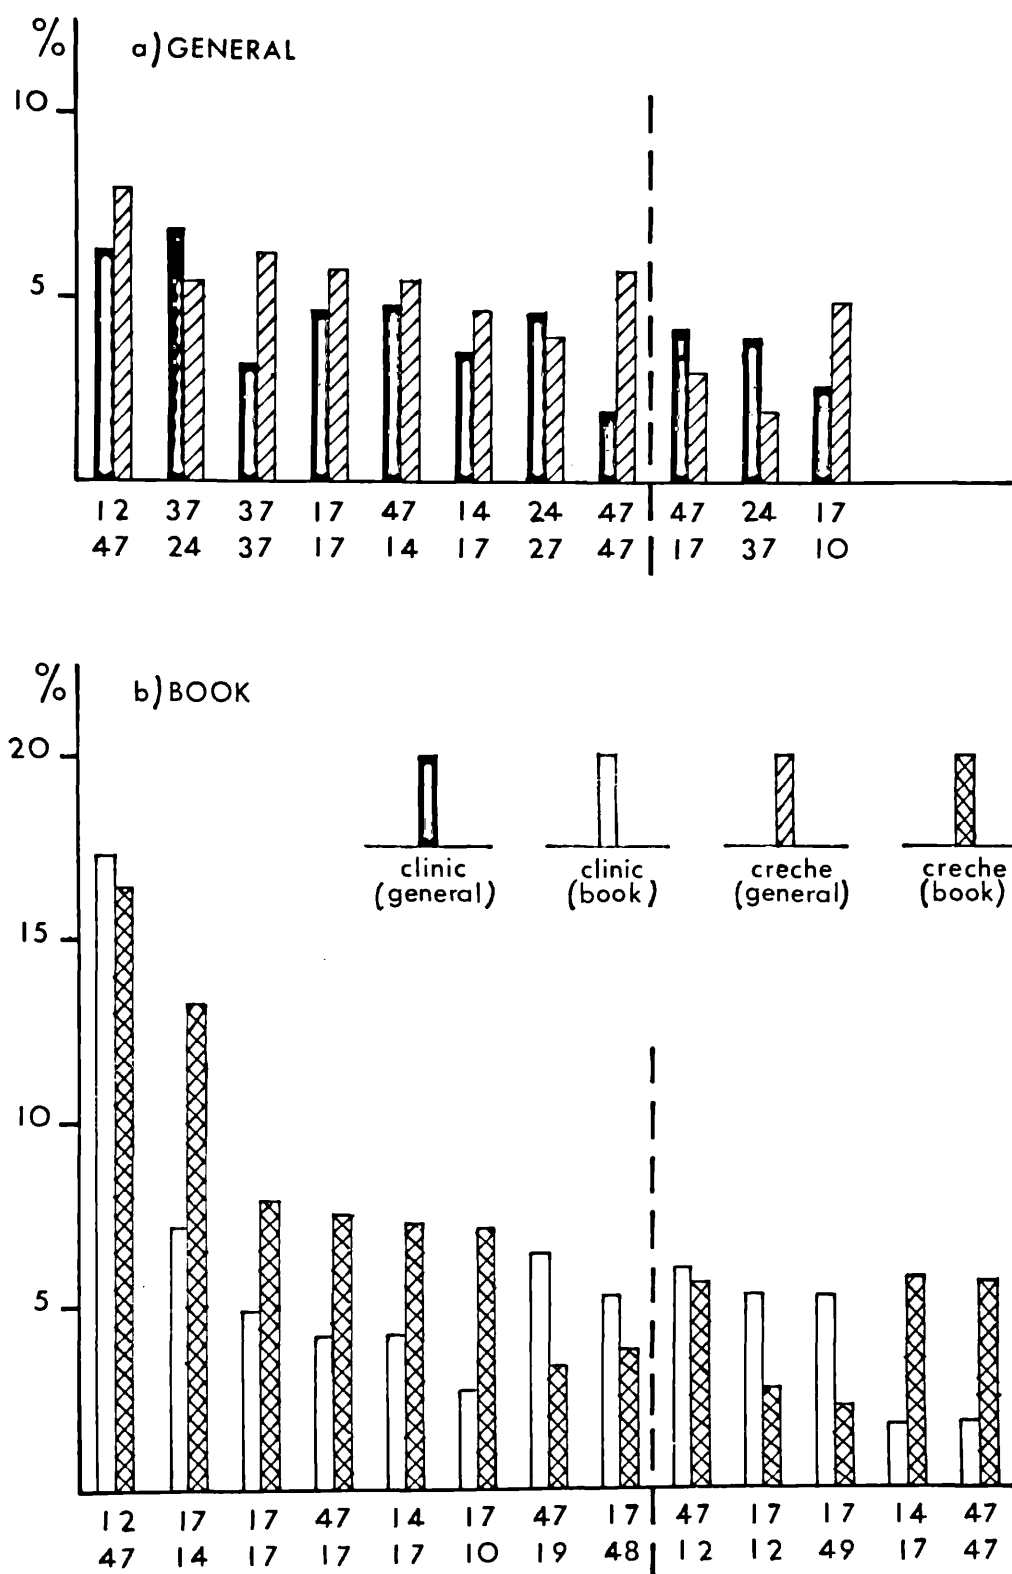 %
a) GENERAL
10
5
12 37 37 17 47 14 24 47 47 24 17
47 24 37 17 14 17 27 47 17 37 10
%
b) BOOK
20
clinic (general)
clinic (book)
creche (general)
creche (book)
15
10
5
12 17 17 47 14 17 47 17 47 17 17 14 47
47 14 17 17 17 10 19 48 12 12 49 17 47